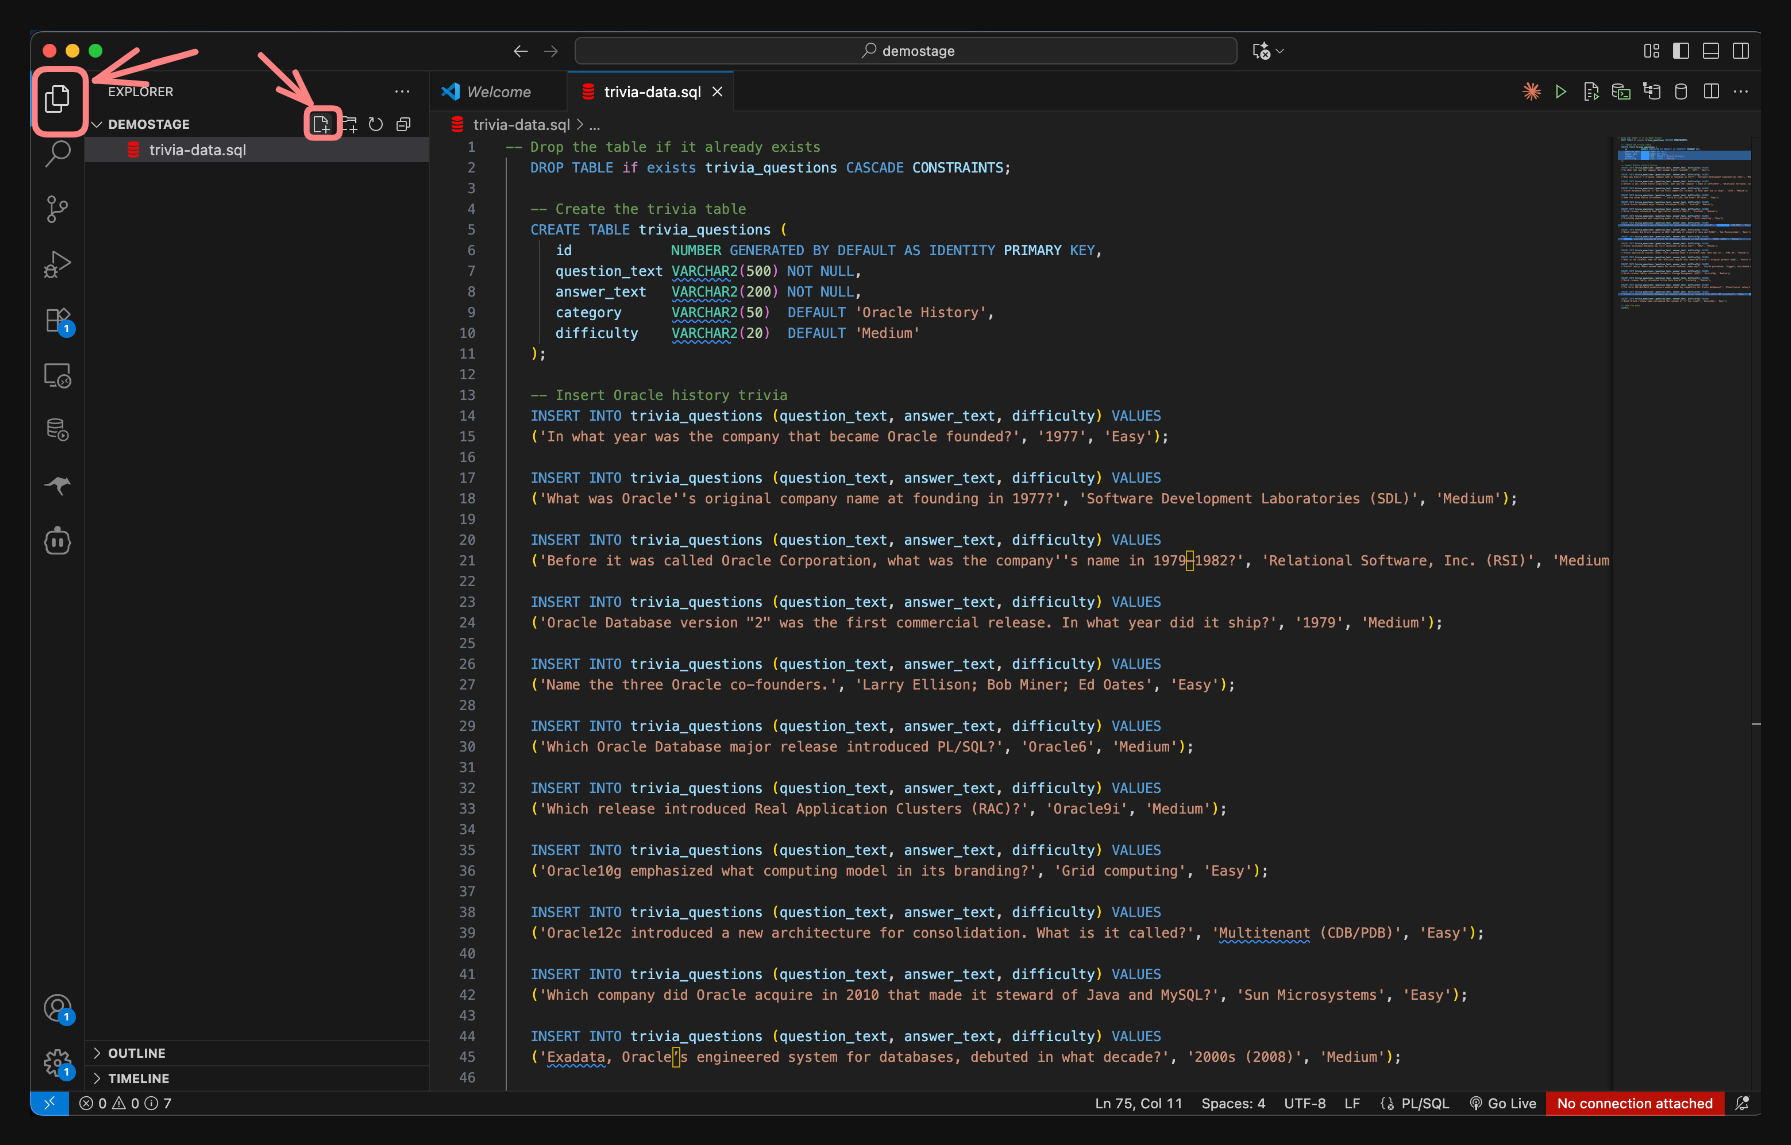 demostage
EXPLORER
Welcome
trivia-data.sql
DEMOSTAGE
trivia-data.sql
trivia-data.sql > ...
1 -- Drop the table if it already exists
2 DROP TABLE if exists trivia_questions CASCADE CONSTRAINTS;
3
4 -- Create the trivia table
5 CREATE TABLE trivia_questions (
6 id NUMBER GENERATED BY DEFAULT AS IDENTITY PRIMARY KEY,
7 question_text VARCHAR2(500) NOT NULL,
8 answer_text VARCHAR2(200) NOT NULL,
9 category VARCHAR2(50) DEFAULT 'Oracle History',
10 difficulty VARCHAR2(20) DEFAULT 'Medium'
11 );
12
13 -- Insert Oracle history trivia
14 INSERT INTO trivia_questions (question_text, answer_text, difficulty) VALUES
15 ('In what year was the company that became Oracle founded?', '1977', 'Easy');
16
17 INSERT INTO trivia_questions (question_text, answer_text, difficulty) VALUES
18 ('What was Oracle''s original company name at founding in 1977?', 'Software Development Laboratories (SDL)', 'Medium');
19
20 INSERT INTO trivia_questions (question_text, answer_text, difficulty) VALUES
21 ('Before it was called Oracle Corporation, what was the company''s name in 1979–1982?', 'Relational Software, Inc. (RSI)', 'Medium
22
23 INSERT INTO trivia_questions (question_text, answer_text, difficulty) VALUES
24 ('Oracle Database version "2" was the first commercial release. In what year did it ship?', '1979', 'Medium');
25
26 INSERT INTO trivia_questions (question_text, answer_text, difficulty) VALUES
27 ('Name the three Oracle co-founders.', 'Larry Ellison; Bob Miner; Ed Oates', 'Easy');
28
29 INSERT INTO trivia_questions (question_text, answer_text, difficulty) VALUES
30 ('Which Oracle Database major release introduced PL/SQL?', 'Oracle6', 'Medium');
31
32 INSERT INTO trivia_questions (question_text, answer_text, difficulty) VALUES
33 ('Which release introduced Real Application Clusters (RAC)?', 'Oracle9i', 'Medium');
34
35 INSERT INTO trivia_questions (question_text, answer_text, difficulty) VALUES
36 ('Oracle10g emphasized what computing model in its branding?', 'Grid computing', 'Easy');
37
38 INSERT INTO trivia_questions (question_text, answer_text, difficulty) VALUES
39 ('Oracle12c introduced a new architecture for consolidation. What is it called?', 'Multitenant (CDB/PDB)', 'Easy');
40
41 INSERT INTO trivia_questions (question_text, answer_text, difficulty) VALUES
42 ('Which company did Oracle acquire in 2010 that made it steward of Java and MySQL?', 'Sun Microsystems', 'Easy');
43
44 INSERT INTO trivia_questions (question_text, answer_text, difficulty) VALUES
45 ('Exadata, Oracle’s engineered system for databases, debuted in what decade?', '2000s (2008)', 'Medium');
46
1
1
1
OUTLINE
TIMELINE
0 0 7
Ln 75, Col 11 Spaces: 4 UTF-8 LF PL/SQL Go Live No connection attached